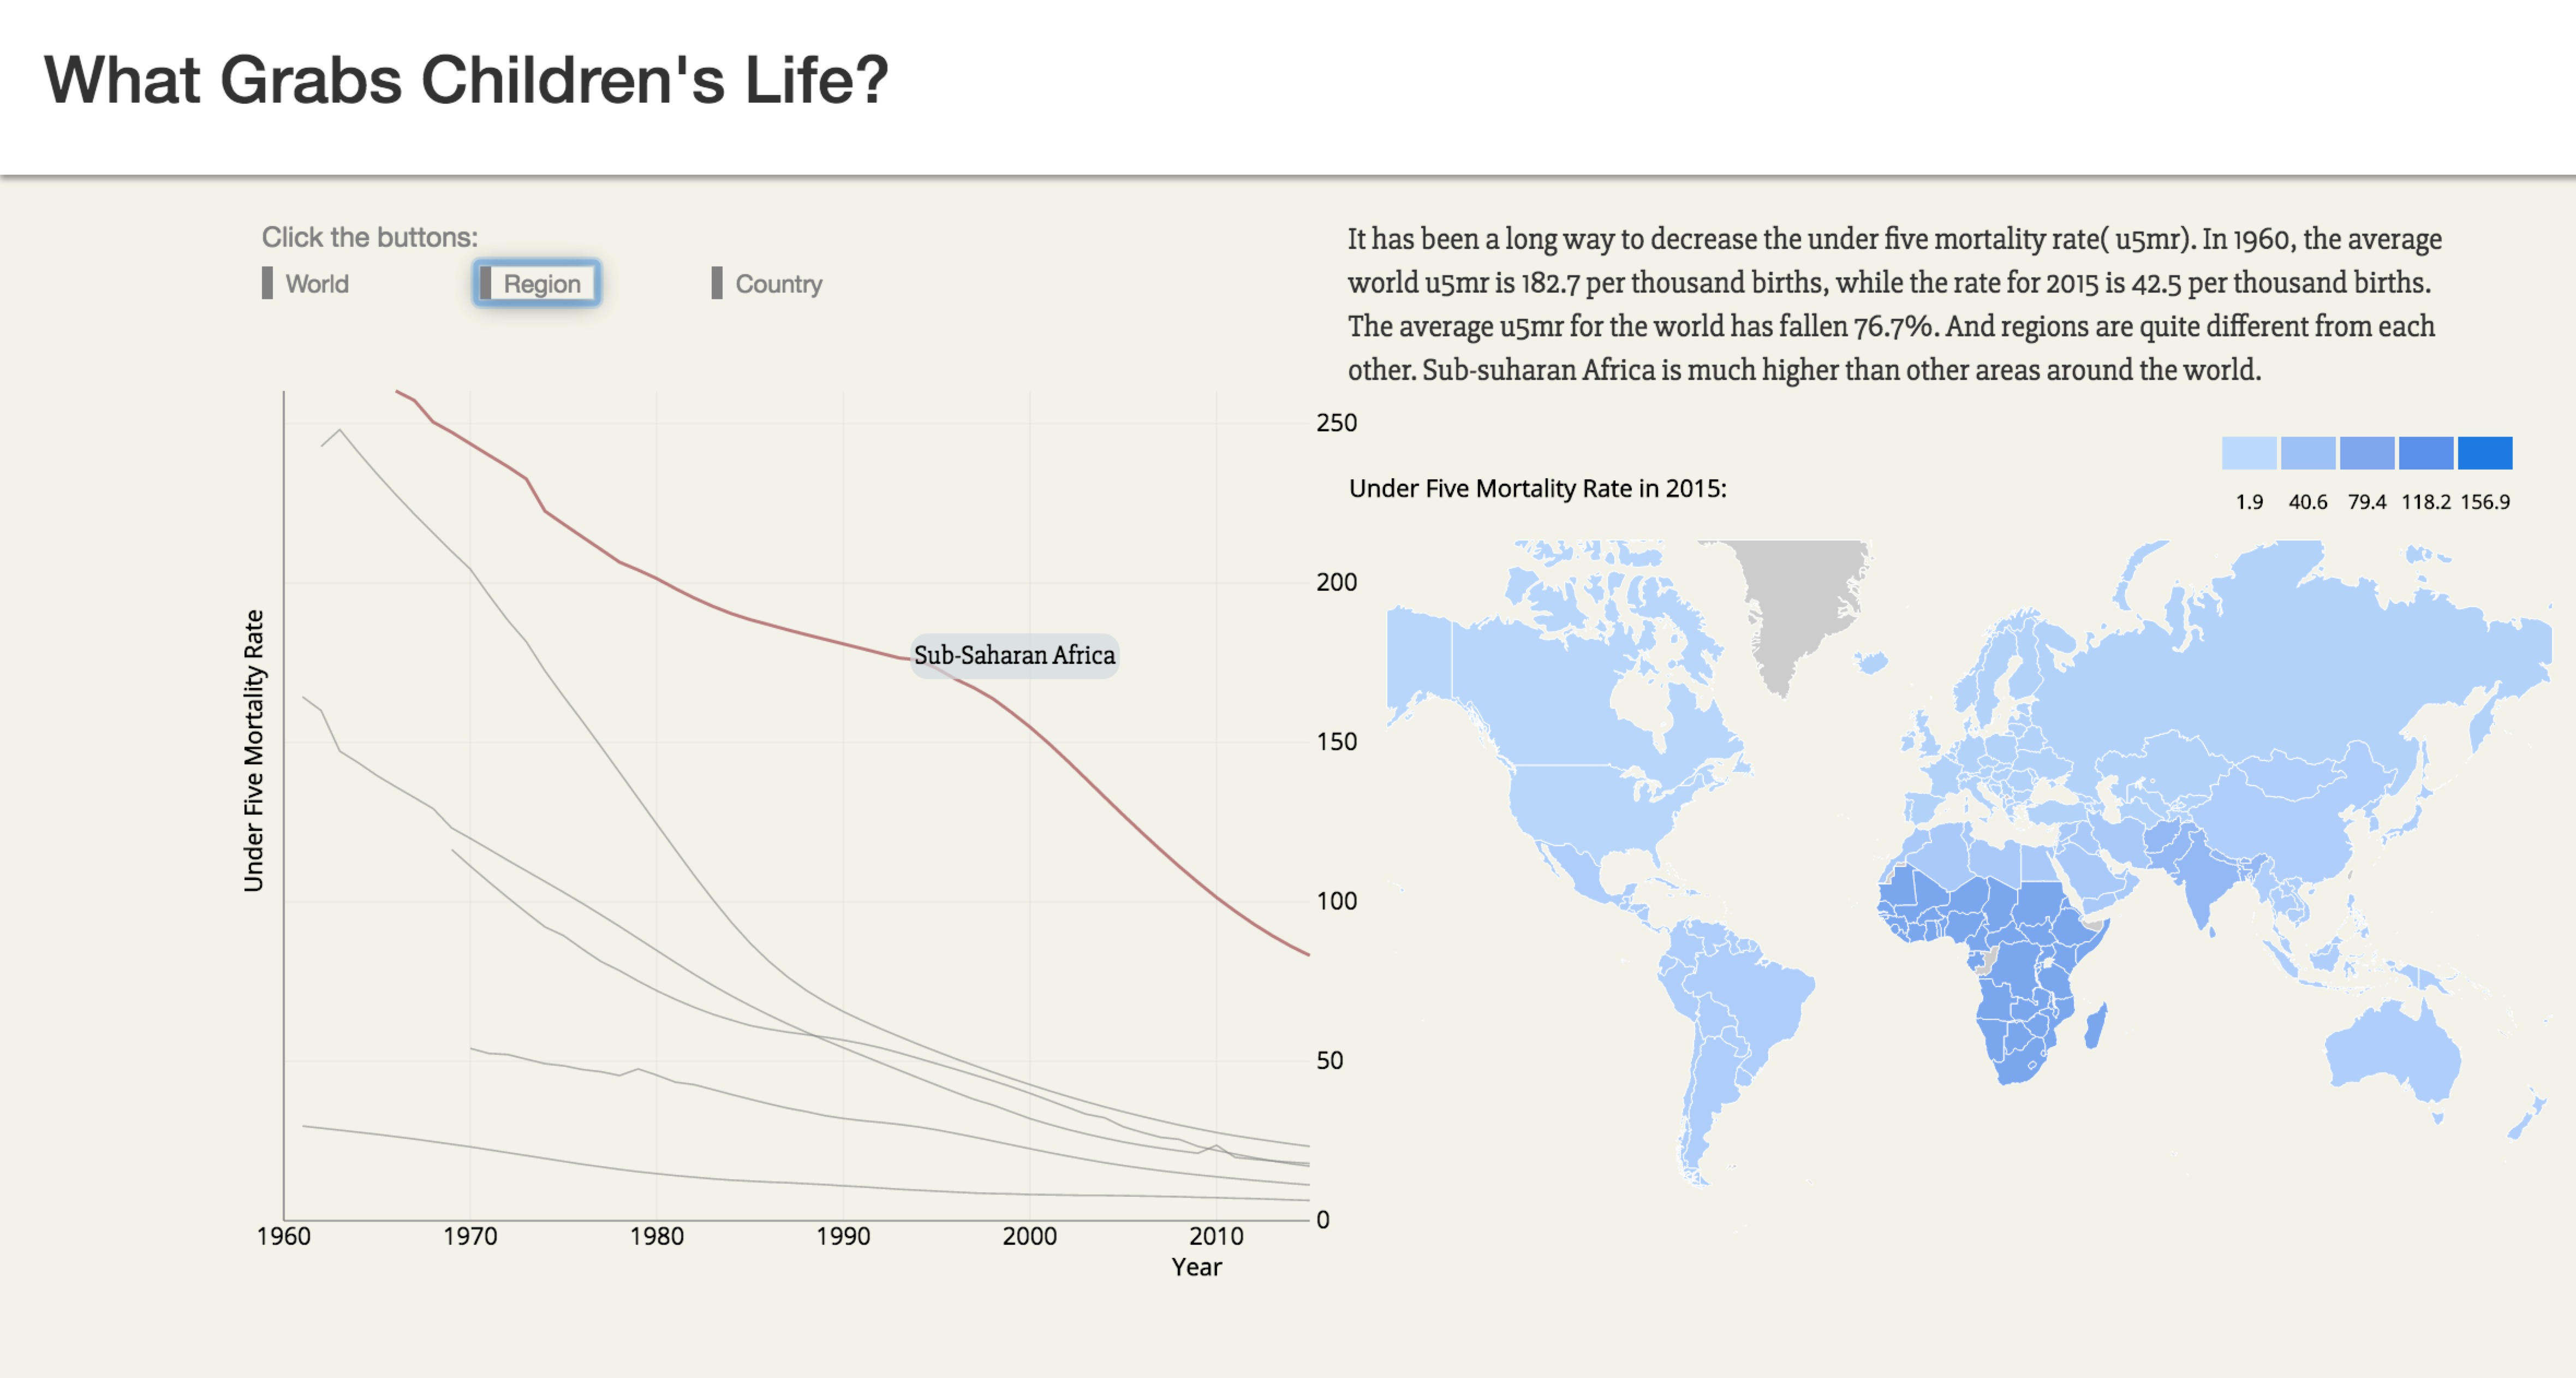 What Grabs Children's Life?
Click the buttons:
World
Region
Country
It has been a long way to decrease the under five mortality rate( u5mr). In 1960, the average
world u5mr is 182.7 per thousand births, while the rate for 2015 is 42.5 per thousand births.
The average u5mr for the world has fallen 76.7%. And regions are quite different from each
other. Sub-suharan Africa is much higher than other areas around the world.
Under Five Mortality Rate
Sub-Saharan Africa
250
200
150
100
50
0
1960 1970 1980 1990 2000 2010
Year
Under Five Mortality Rate in 2015:
1.9 40.6 79.4 118.2 156.9